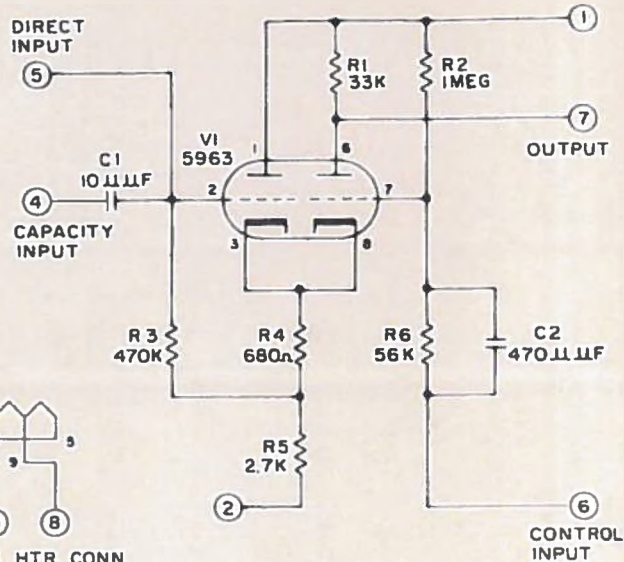 DIRECT
INPUT
1
5
R1
33K
R2
1MEG
7
OUTPUT
V1
5963
1
6
C1
10 µµF
2
7
4
CAPACITY
INPUT
3
8
R3
470K
R4
680Ω
R6
56K
C2
470 µµF
R5
2.7K
9
8
2
6
CONTROL
INPUT
HTR. CONN.